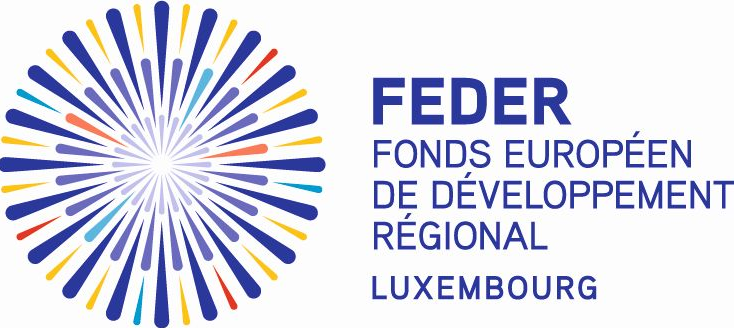 FEDER
FONDS EUROPÉEN
DE DÉVELOPPEMENT
RÉGIONAL
LUXEMBOURG